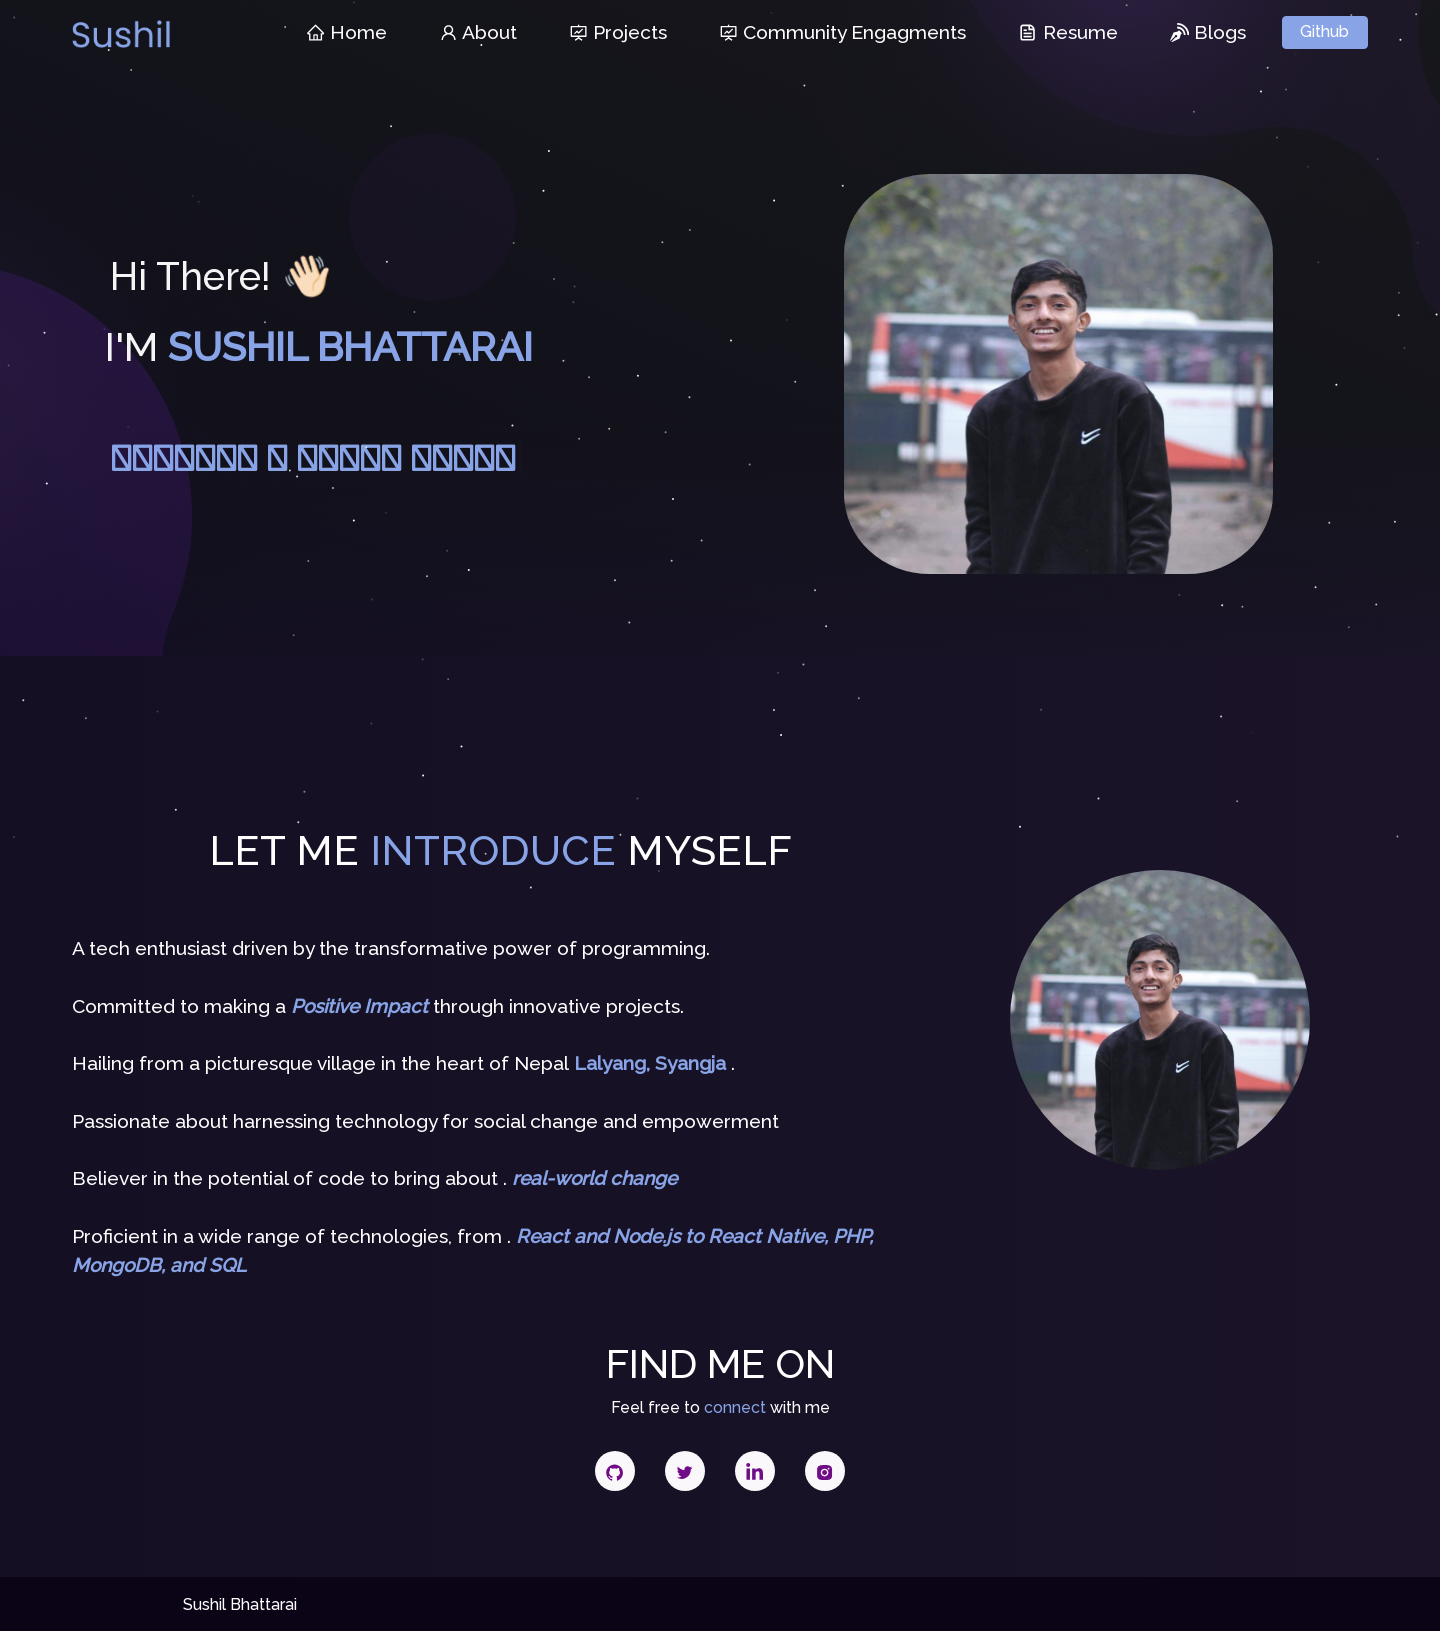 Sushil
Home
About
Projects
Community Engagments
Resume
Blogs
Github
Hi There! 👋🏻
I'M SUSHIL BHATTARAI
LET ME INTRODUCE MYSELF
A tech enthusiast driven by the transformative power of programming.
Committed to making a Positive Impact through innovative projects.
Hailing from a picturesque village in the heart of Nepal Lalyang, Syangja .
Passionate about harnessing technology for social change and empowerment
Believer in the potential of code to bring about . real-world change
Proficient in a wide range of technologies, from . React and Node.js to React Native, PHP,
MongoDB, and SQL
FIND ME ON
Feel free to connect with me
in
Sushil Bhattarai